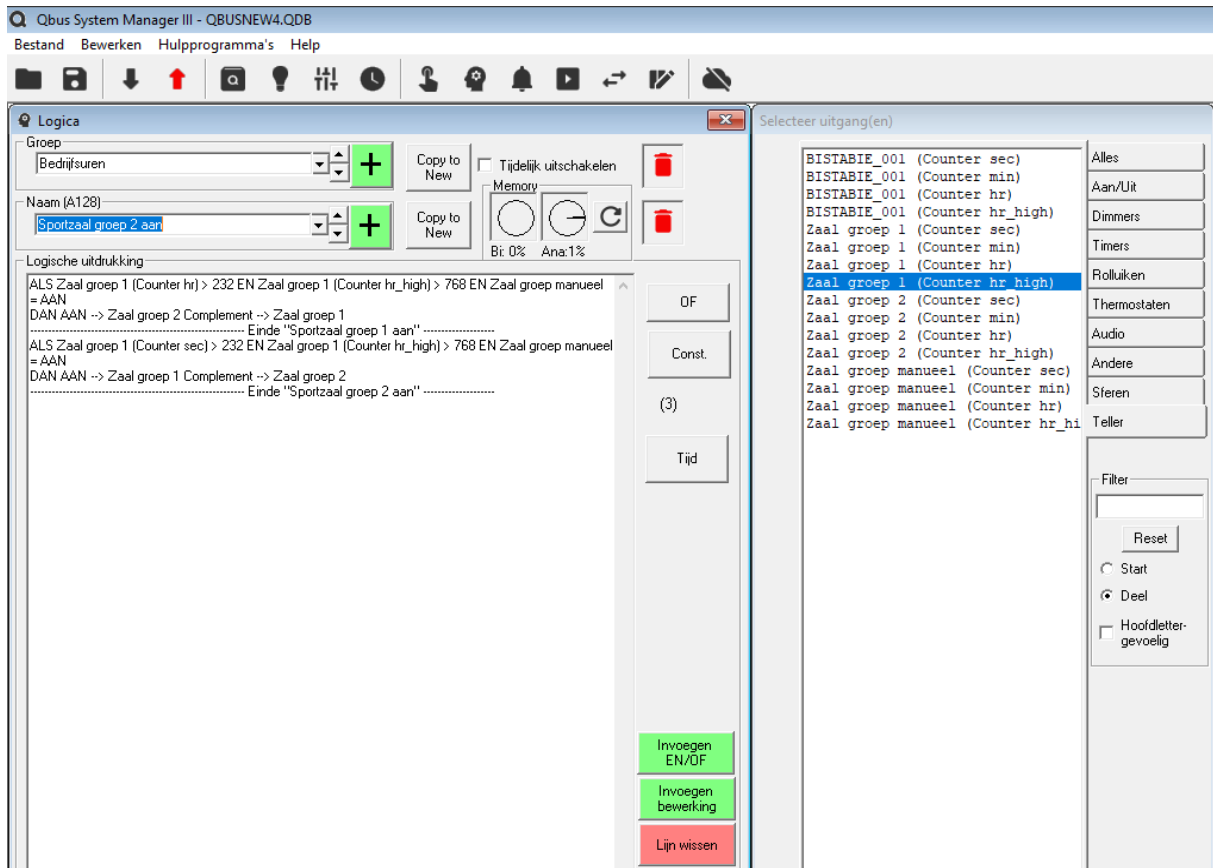 Qbus System Manager III - QBUSNEW4.QDB
Bestand Bewerken Hulpprogramma's Help
Logica
Groep
Bedrijfsuren
Copy to
New
Tijdelijk uitschakelen
Memory
Naam (A128)
Sportzaal groep 2 aan
Copy to
New
Bi: 0% Ana:1%
Logische uitdrukking
ALS Zaal groep 1 (Counter hr) > 232 EN Zaal groep 1 (Counter hr_high) > 768 EN Zaal groep manueel
= AAN
DAN AAN --> Zaal groep 2 Complement --> Zaal groep 1
------------------------------------------------ Einde "Sportzaal groep 1 aan" --------------------
ALS Zaal groep 1 (Counter sec) > 232 EN Zaal groep 1 (Counter hr_high) > 768 EN Zaal groep manueel
= AAN
DAN AAN --> Zaal groep 1 Complement --> Zaal groep 2
------------------------------------------------ Einde "Sportzaal groep 2 aan" --------------------
OF
Const.
(3)
Tijd
Invoegen
EN/OF
Invoegen
bewerking
Lijn wissen
Selecteer uitgang(en)
BISTABIE_001 (Counter sec)
BISTABIE_001 (Counter min)
BISTABIE_001 (Counter hr)
BISTABIE_001 (Counter hr_high)
Zaal groep 1 (Counter sec)
Zaal groep 1 (Counter min)
Zaal groep 1 (Counter hr)
Zaal groep 1 (Counter hr_high)
Zaal groep 2 (Counter sec)
Zaal groep 2 (Counter min)
Zaal groep 2 (Counter hr)
Zaal groep 2 (Counter hr_high)
Zaal groep manueel (Counter sec)
Zaal groep manueel (Counter min)
Zaal groep manueel (Counter hr)
Zaal groep manueel (Counter hr_hi
Alles
Aan/Uit
Dimmers
Timers
Rolluiken
Thermostaten
Audio
Andere
Sferen
Teller
Filter
Reset
Start
Deel
Hoofdletter-
gevoelig